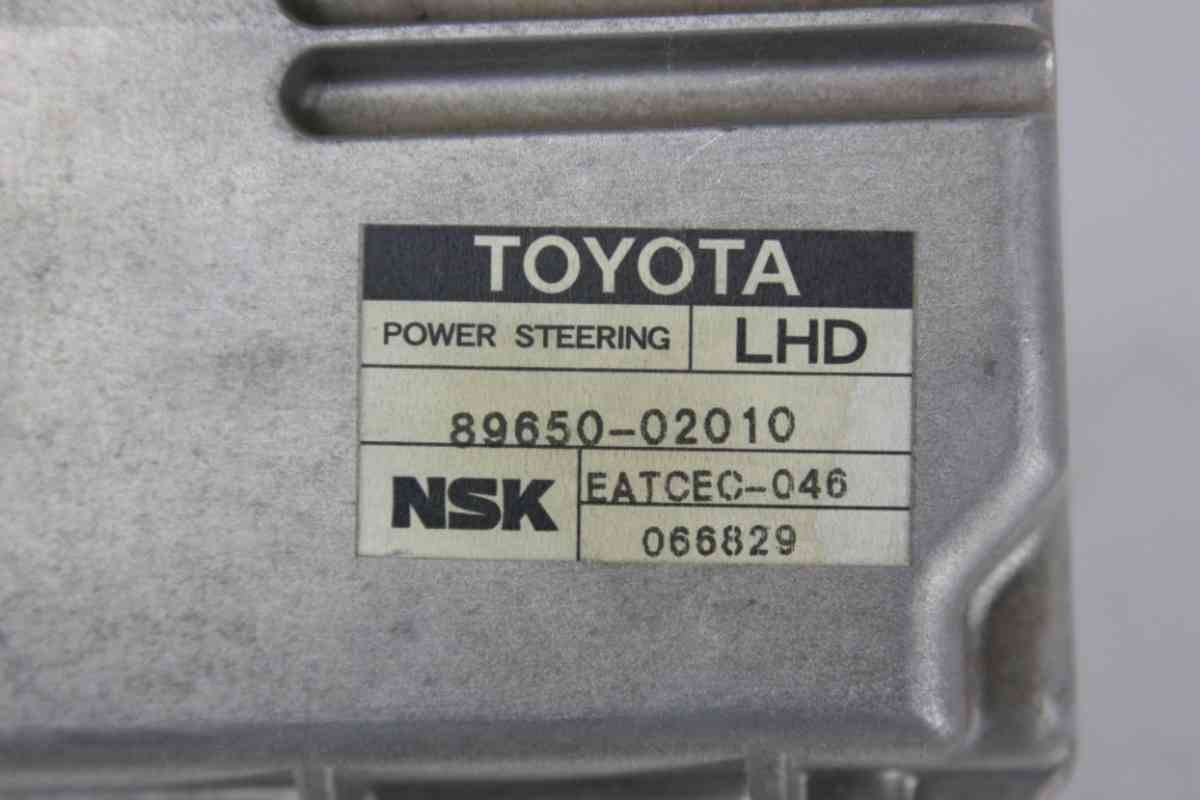 TOYOTA
POWER STEERING LHD
89650-02010
NSK EATCEC-046
066829